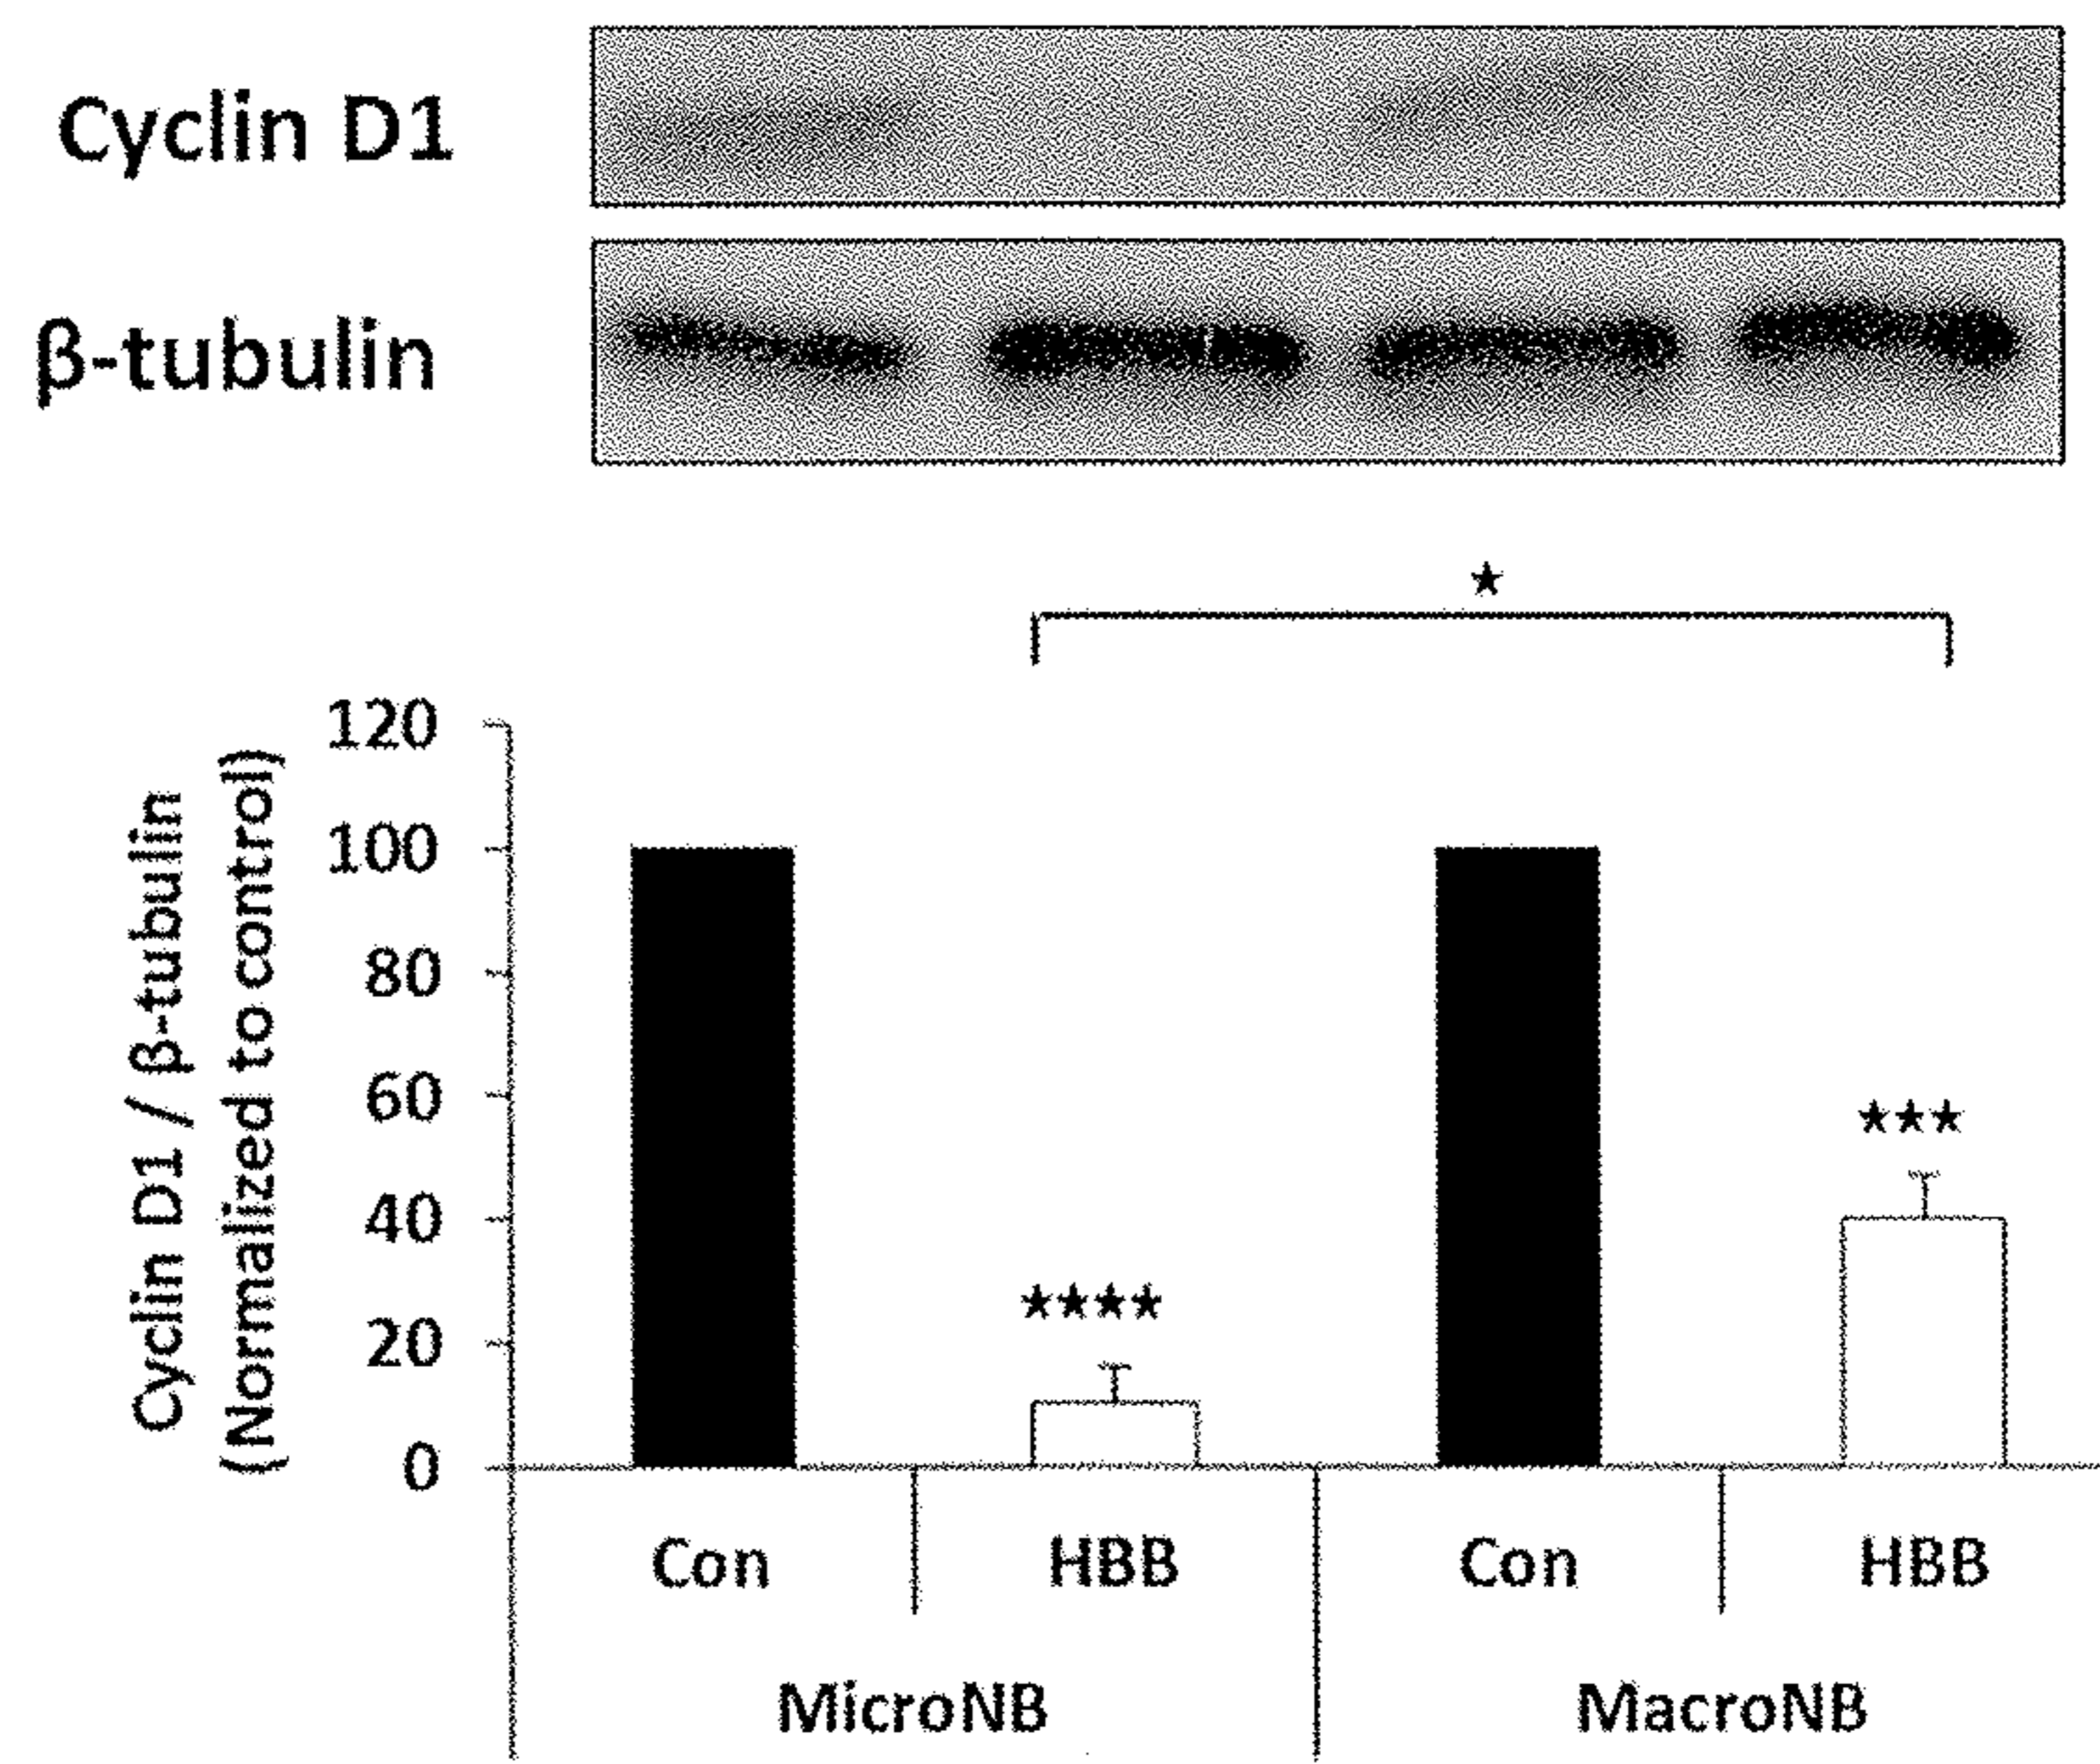 Cyclin D1
β-tubulin
★
Cyclin D1 / β-tubulin
(Normalized to control)
120
100
80
60
40
20
0
★★★★
★★★
Con HBB Con HBB
MicroNB MacroNB